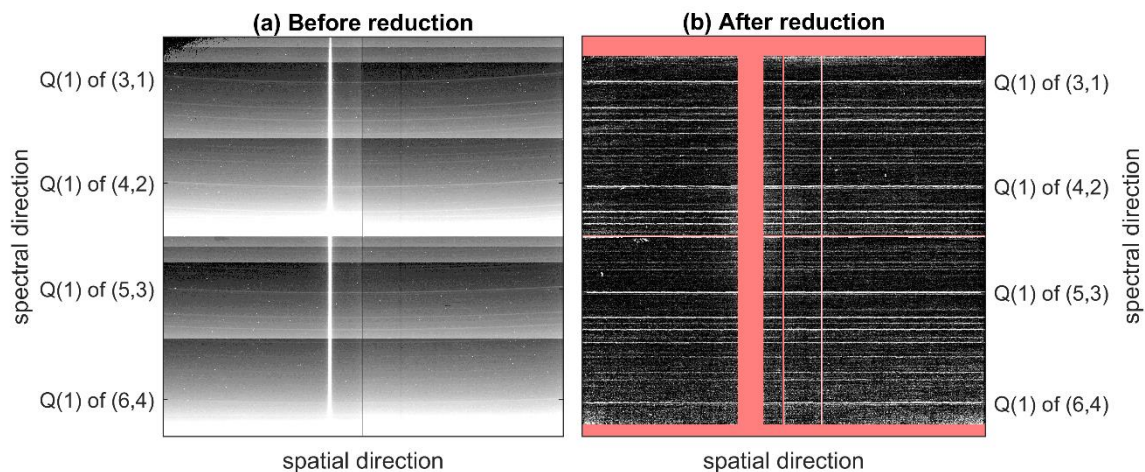 (a) Before reduction
(b) After reduction
Q(1) of (3,1)
Q(1) of (4,2)
Q(1) of (5,3)
Q(1) of (6,4)
spectral direction
spatial direction
Q(1) of (3,1)
Q(1) of (4,2)
Q(1) of (5,3)
Q(1) of (6,4)
spectral direction
spatial direction